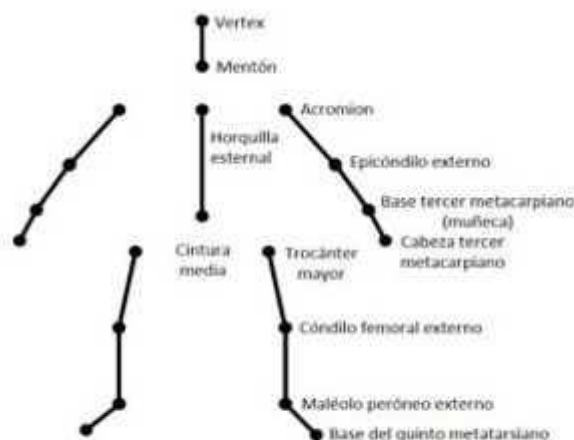 Vertex
Mentón
Acromion
Horquilla
esternal
Epicóndilo externo
Base tercer metacarpiano
(muñeca)
Cabeza tercer
metacarpiano
Cintura
media
Trocánter
mayor
Cóndilo femoral externo
Maléolo peróneo externo
Base del quinto metatarsiano